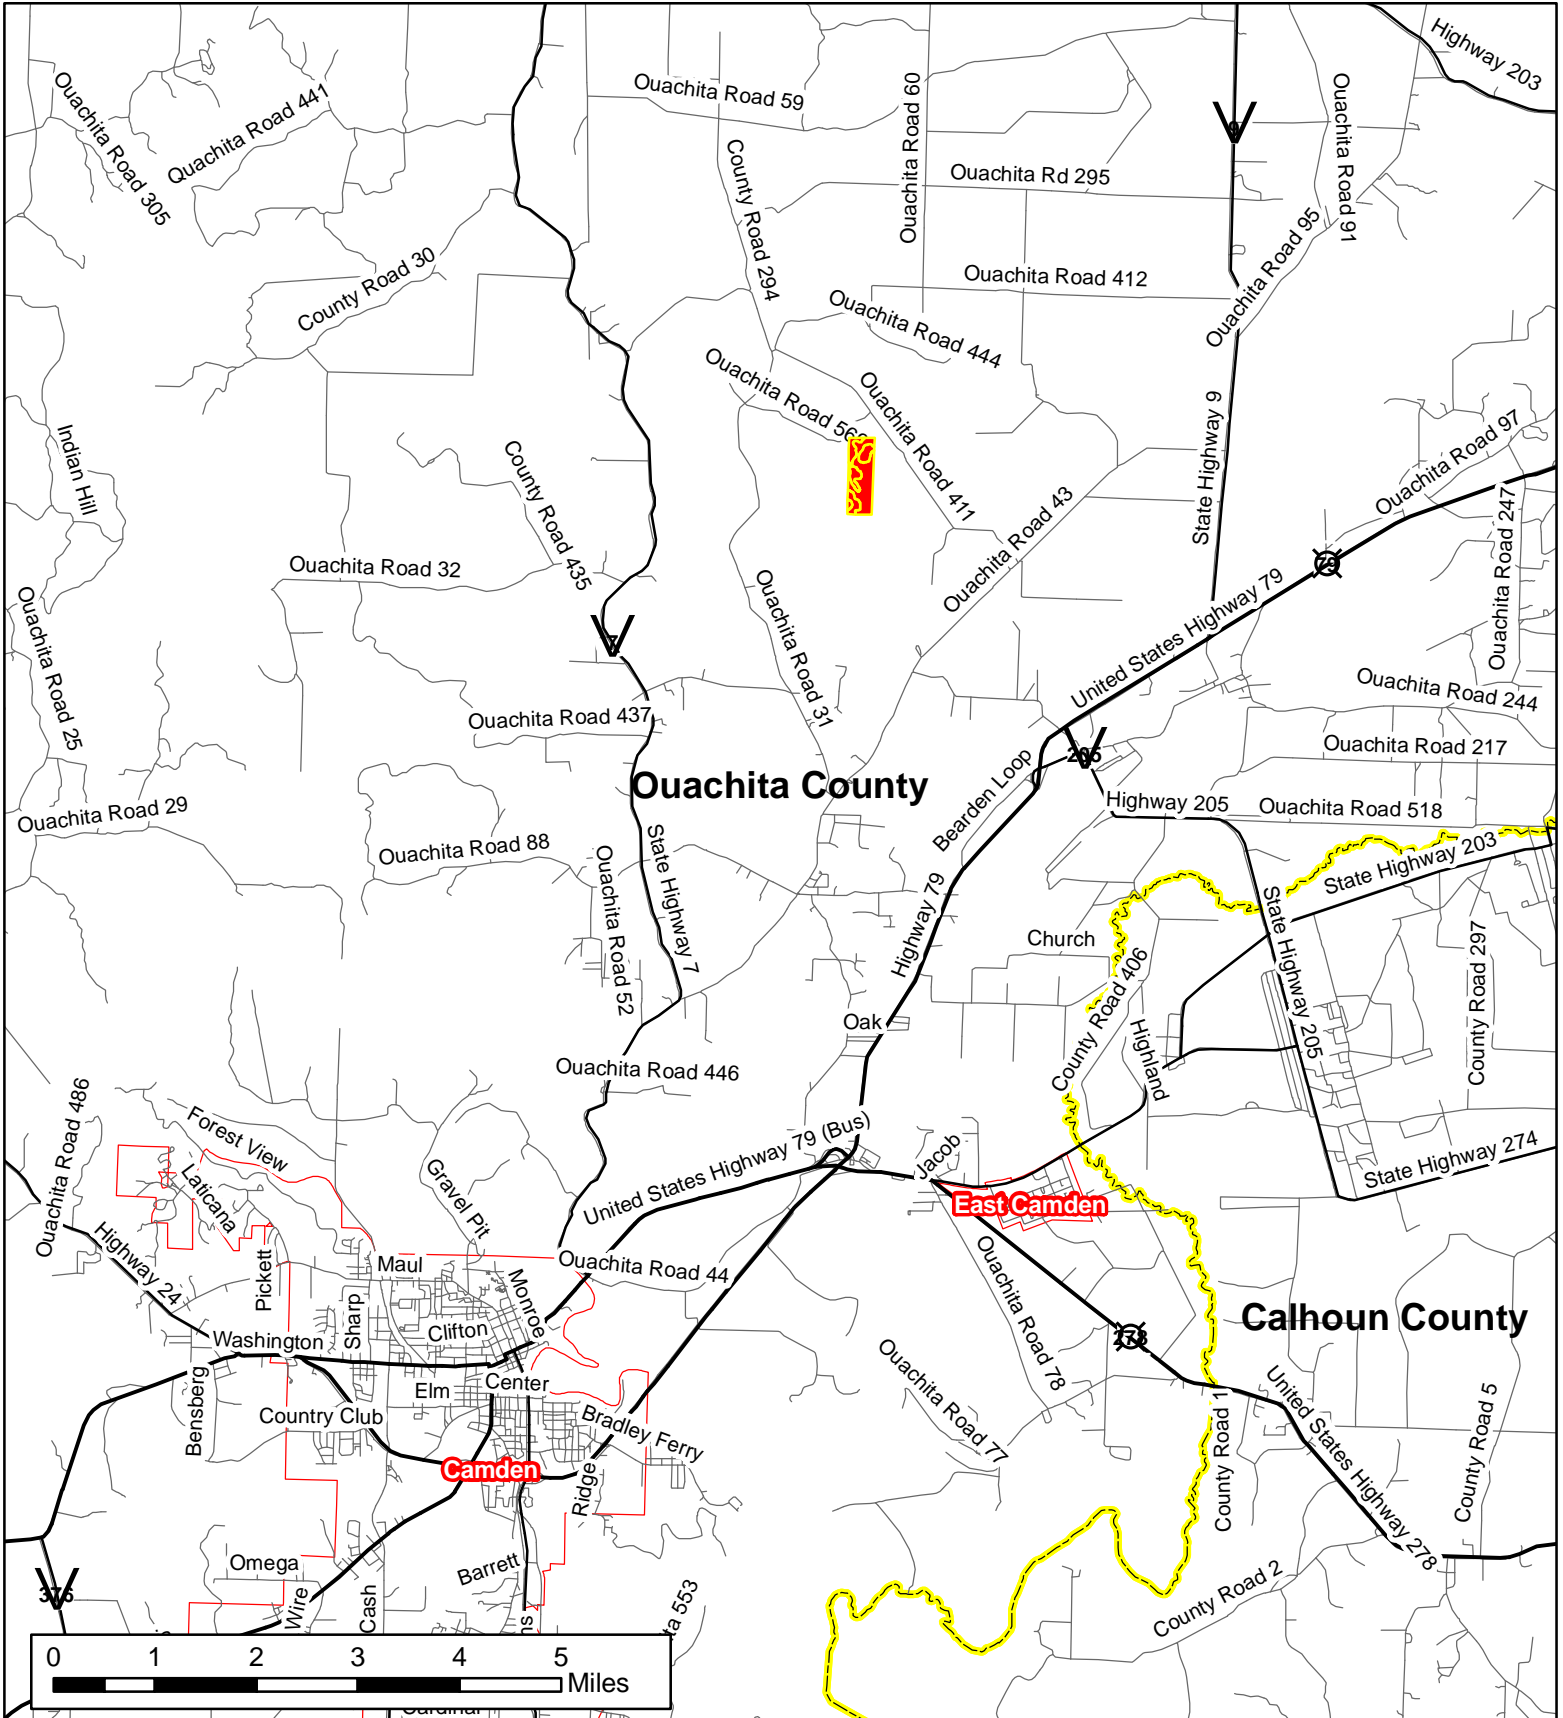 Highway 203
Ouachita Road 59
Ouachita Road 60
Ouachita Road 305
Quachita Road 441
Ouachita Road 91
9
County Road 294
Ouachita Rd 295
Ouachita Road 95
County Road 30
Ouachita Road 412
Ouachita Road 444
Ouachita Road 411
State Highway 9
Ouachita Road 97
Indian Hill
County Road 435
Ouachita Road 43
Ouachita Road 247
Ouachita Road 32
79
Ouachita Road 25
Ouachita Road 31
United States Highway 79
7
Ouachita Road 244
Ouachita Road 437
Ouachita Road 217
205
Ouachita County
Bearden Loop
Highway 205
Ouachita Road 518
Ouachita Road 29
Ouachita Road 88
State Highway 7
State Highway 203
Ouachita Road 52
Highway 79
State Highway 205
Church
County Road 297
County Road 406
Oak
Highland
Ouachita Road 446
Ouachita Road 486
Forest View
United States Highway 79 (Bus)
Jacob
State Highway 274
Laticana
Gravel Pit
East Camden
Highway 24
Pickett
Maul
Ouachita Road 44
Monroe
Ouachita Road 78
Sharp
Clifton
Washington
278
Calhoun County
Ouachita Road 77
Bensberg
Elm
Center
Country Club
Bradley Ferry
County Road 1
United States Highway 278
County Road 5
Camden
Ridge
Omega
Barrett
376
Wire
Cash
County Road 2
ta 553
0 1 2 3 4 5
Miles